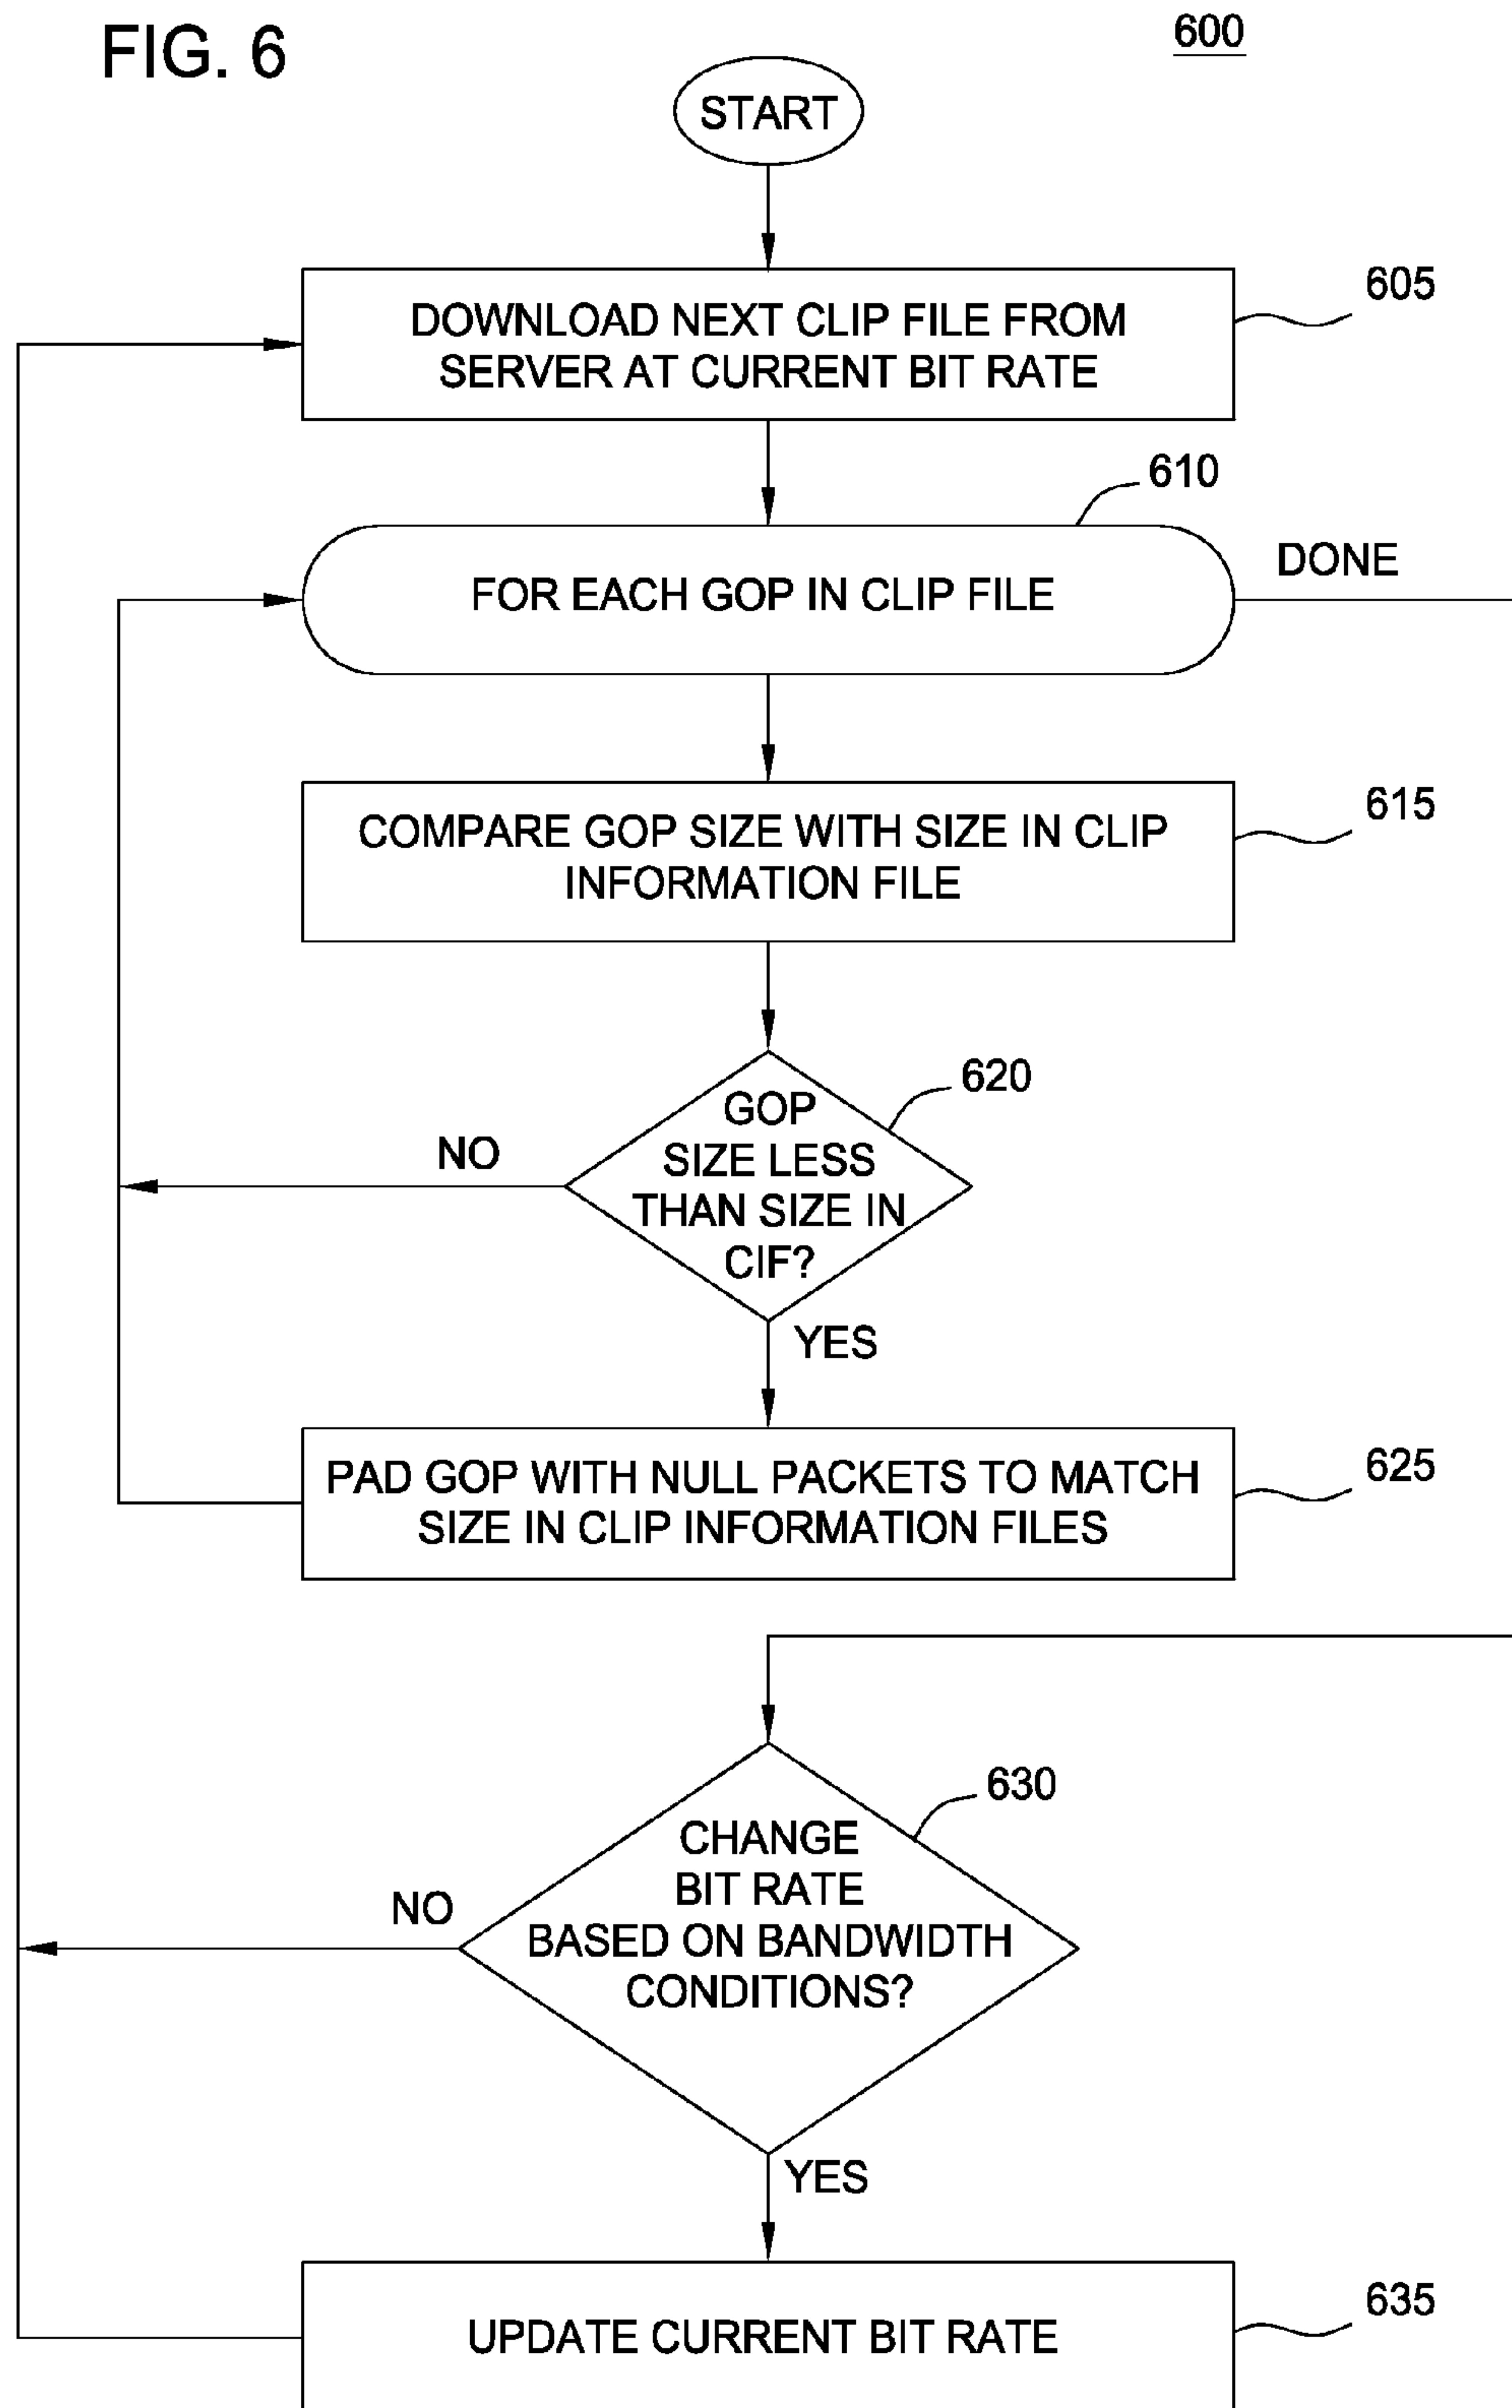 FIG. 6
600
START
605
DOWNLOAD NEXT CLIP FILE FROM
SERVER AT CURRENT BIT RATE
610
FOR EACH GOP IN CLIP FILE
DONE
615
COMPARE GOP SIZE WITH SIZE IN CLIP
INFORMATION FILE
620
GOP
SIZE LESS
THAN SIZE IN
CIF?
NO
YES
625
PAD GOP WITH NULL PACKETS TO MATCH
SIZE IN CLIP INFORMATION FILES
630
CHANGE
BIT RATE
BASED ON BANDWIDTH
CONDITIONS?
NO
YES
635
UPDATE CURRENT BIT RATE